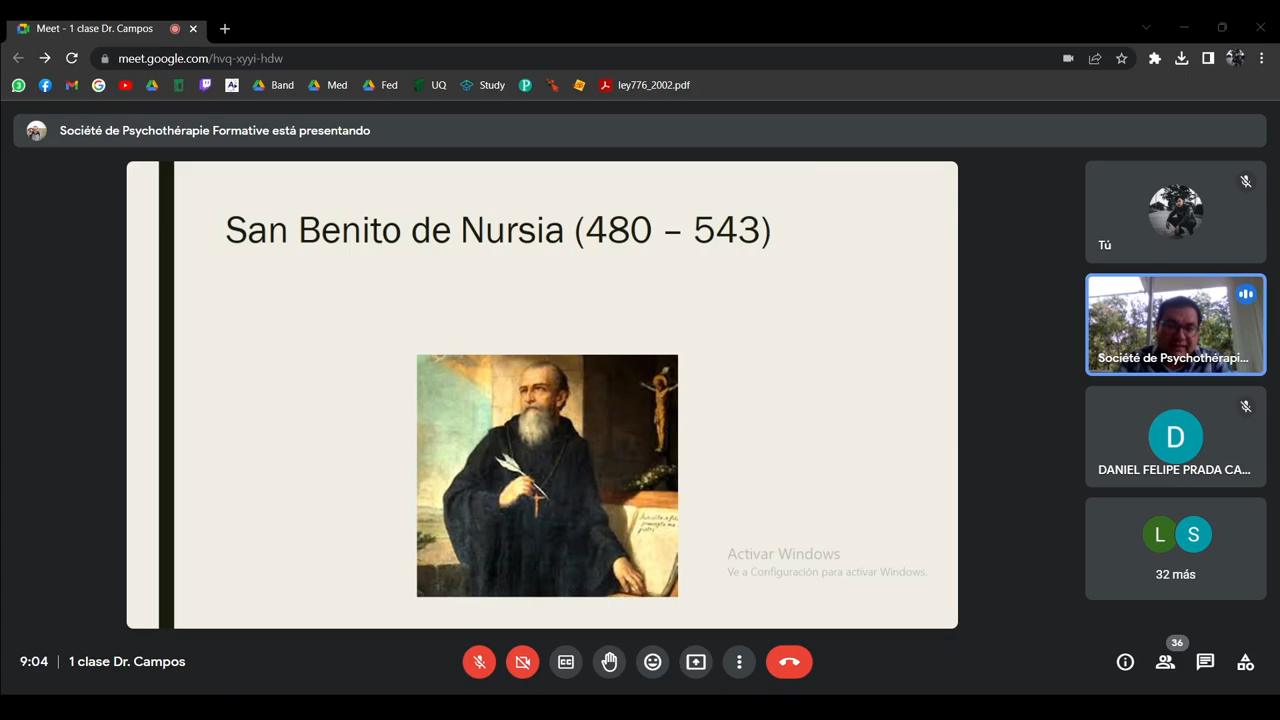 Meet - 1 clase Dr. Campos
meet.google.com/hvq-xyyi-hdw
Band
Med
Fed
UQ
Study
ley776_2002.pdf
Société de Psychothérapie Formative está presentando
San Benito de Nursia (480 – 543)
Activar Windows
Ve a Configuración para activar Windows.
Tú
Société de Psychothérapi...
DANIEL FELIPE PRADA CA...
D
L S
32 más
9:04 | 1 clase Dr. Campos
36